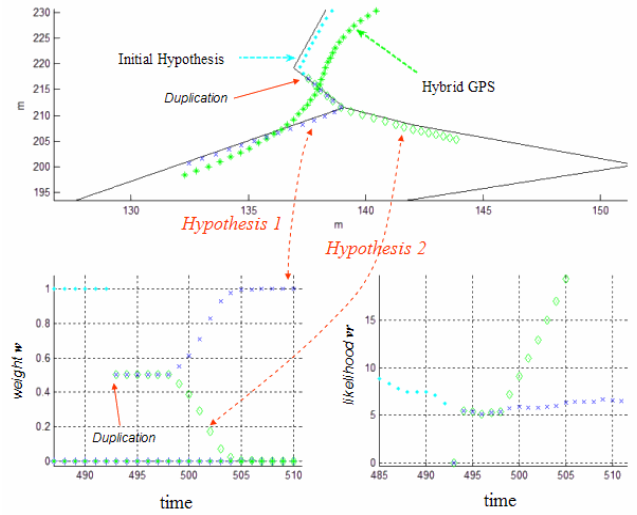 230
225
220
215
210
205
200
195
m
130
135
140
145
150
m
Initial Hypothesis
Duplication
Hybrid GPS
Hypothesis 1
Hypothesis 2
1
0.8
0.6
0.4
0.2
0
weight w
Duplication
490
495
500
505
510
time
15
10
5
0
likelihood vr
485
490
495
500
505
511
time